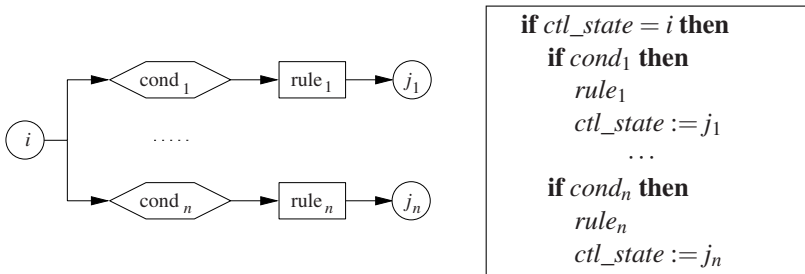 cond 1 rule 1 j1
i .....
cond n rule n jn
if ctl_state = i then
if cond1 then
rule1
ctl_state := j1
...
if condn then
rulen
ctl_state := jn